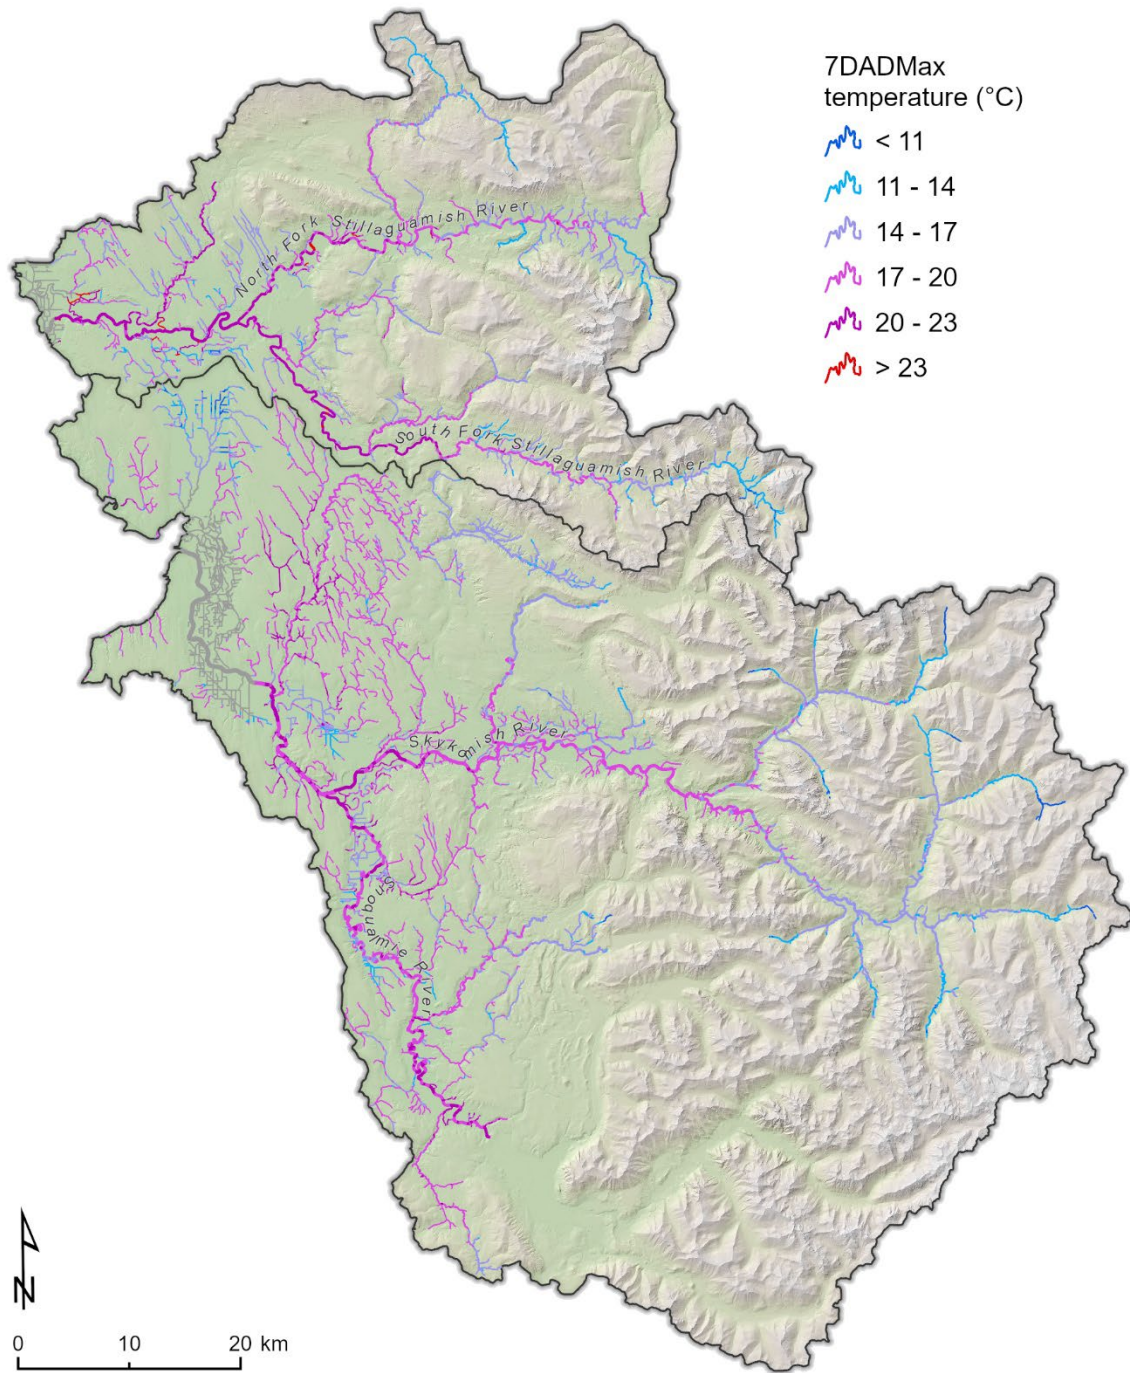 7DADMax
temperature (°C)
< 11
11 - 14
14 - 17
17 - 20
20 - 23
> 23
North Fork Stillaguamish River
South Fork Stillaguamish River
Skykomish River
Snoqualmie River
N
0 10 20 km